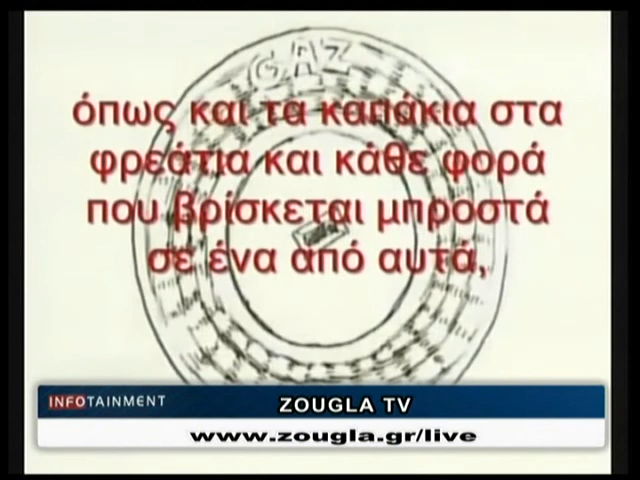 GAZ
όπως και τα καπάκια στα
φρεάτια και κάθε φορά
που βρίσκεται μπροστά
σε ένα από αυτά,
INFOTAINMENT
ZOUGLA TV
www.zougla.gr/live